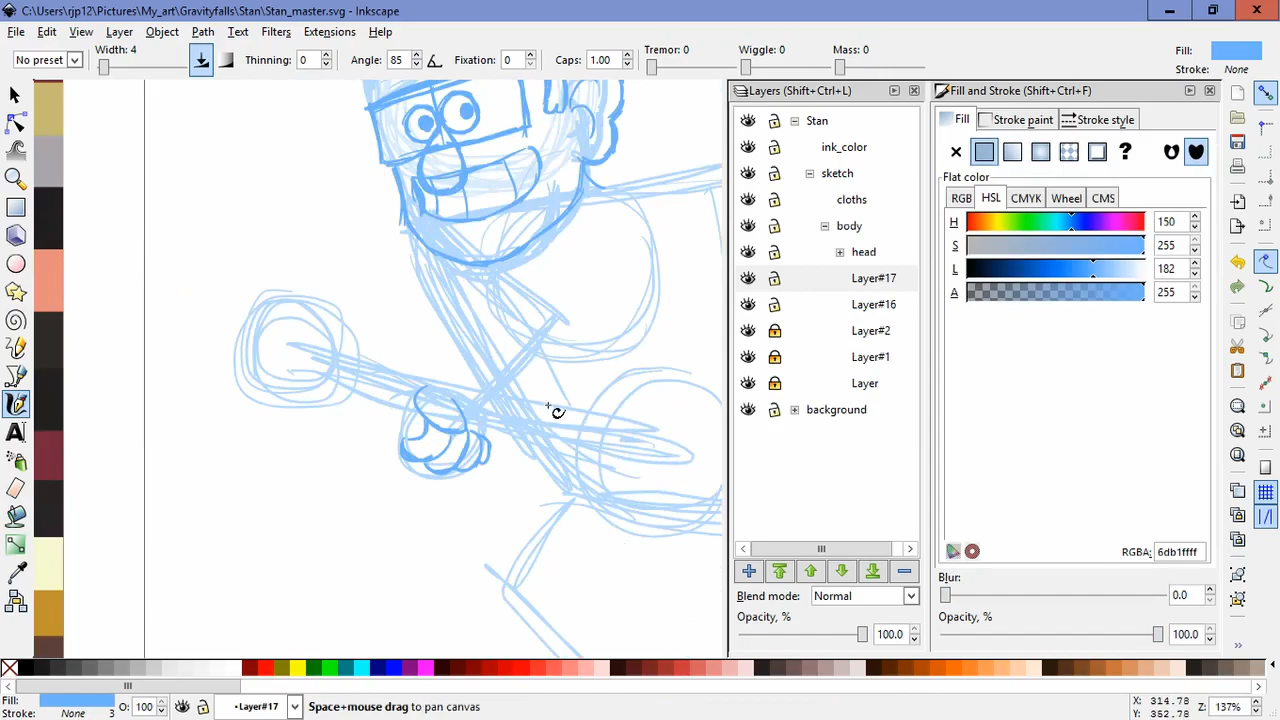 C:\Users\rjp12\Pictures\My_art\Gravityfalls\Stan\Stan_master.svg - Inkscape
File Edit View Layer Object Path Filters Text Extensions Help
No preset Width: 4 Thinning: 0 Angle: 85 Fixation: 0 Caps: 1.00 Tremor: 0 Wiggle: 0 Mass: 0 Fill: Stroke: None
Layers (Shift+Ctrl+L)
Stan
ink_color
sketch
cloths
body
head
Layer#17
Layer#16
Layer#2
Layer#1
Layer
background
Blend mode: Normal
Opacity, % 100.0
Fill and Stroke (Shift+Ctrl+F)
Fill Stroke paint Stroke style
Flat color
RGB HSL CMYK Wheel CMS
H 150
S 255
L 182
A 255
RGBA: 6db1ffff
Blur: 0.0
Opacity, % 100.0
Fill: Stroke: None 3 O: 100 •Layer#17 Space+mouse drag to pan canvas X: 314.78 Y: 352.78 Z: 137%